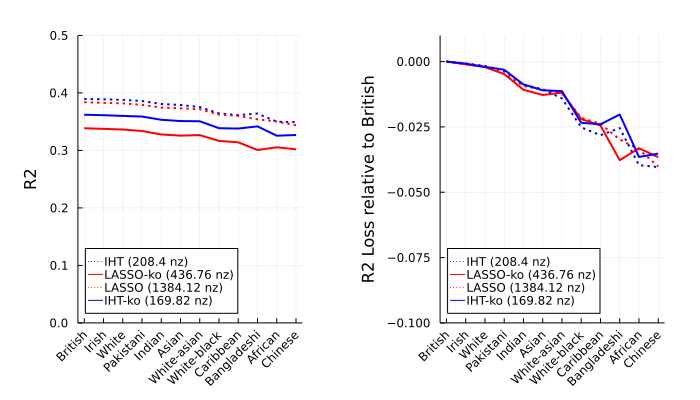 0.5
0.4
0.3
0.2
0.1
0.0
R2
IHT (208.4 nz)
LASSO-ko (436.76 nz)
LASSO (1384.12 nz)
IHT-ko (169.82 nz)
British
Irish
White
Pakistani
Indian
Asian
White-asian
White-black
Caribbean
Bangladeshi
African
Chinese
0.000
−0.025
−0.050
−0.075
−0.100
R2 Loss relative to British
IHT (208.4 nz)
LASSO-ko (436.76 nz)
LASSO (1384.12 nz)
IHT-ko (169.82 nz)
British
Irish
White
Pakistani
Indian
Asian
White-asian
White-black
Caribbean
Bangladeshi
African
Chinese